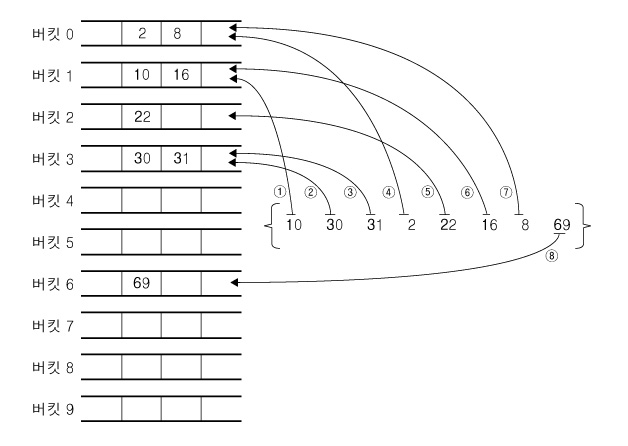 버킷 0 2 8
버킷 1 10 16
버킷 2 22
버킷 3 30 31
① ② ③ ④ ⑤ ⑥ ⑦
버킷 4
{ 10 30 31 2 22 16 8 69 }
버킷 5
⑧
버킷 6 69
버킷 7
버킷 8
버킷 9